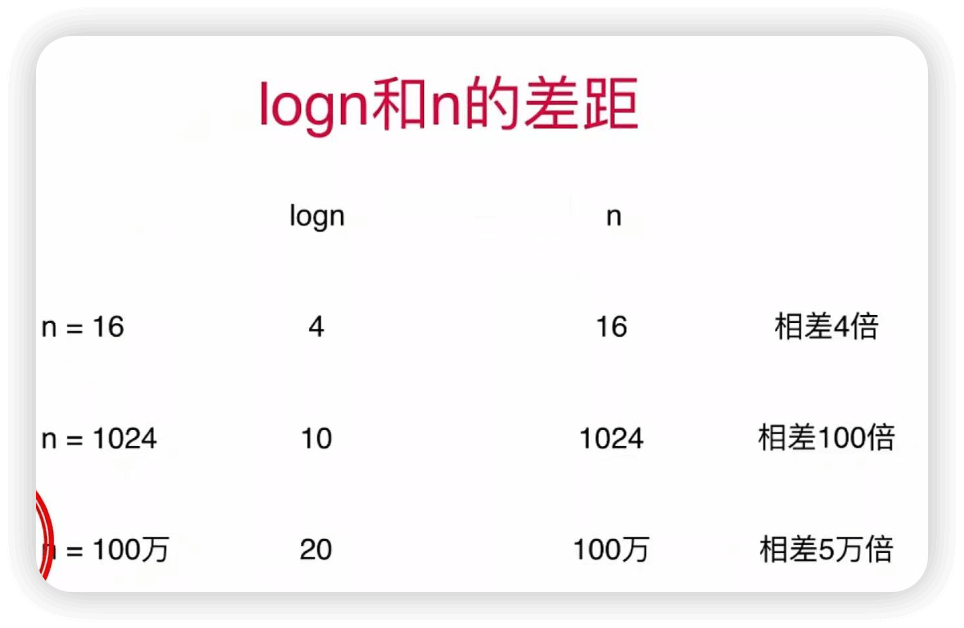 logn和n的差距
logn n
n = 16 4 16 相差4倍
n = 1024 10 1024 相差100倍
n = 100万 20 100万 相差5万倍